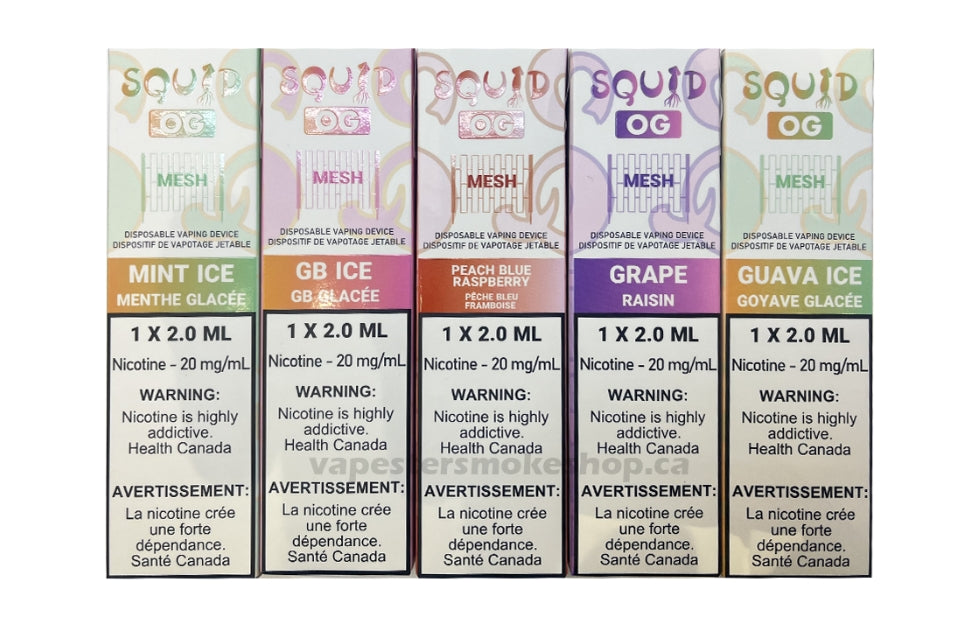 SQUID
OG
MESH
DISPOSABLE VAPING DEVICE
DISPOSITIF DE VAPOTAGE JETABLE
MINT ICE
MENTHE GLACÉE
1 X 2.0 ML
Nicotine – 20 mg/mL
WARNING:
Nicotine is highly
addictive.
Health Canada
AVERTISSEMENT:
La nicotine crée
une forte
dépendance.
Santé Canada
SQUID
OG
MESH
DISPOSABLE VAPING DEVICE
DISPOSITIF DE VAPOTAGE JETABLE
GB ICE
GB GLACÉE
1 X 2.0 ML
Nicotine – 20 mg/mL
WARNING:
Nicotine is highly
addictive.
Health Canada
AVERTISSEMENT:
La nicotine crée
une forte
dépendance.
Santé Canada
SQUID
OG
MESH
DISPOSABLE VAPING DEVICE
DISPOSITIF DE VAPOTAGE JETABLE
PEACH BLUE
RASPBERRY
PÊCHE BLEU
FRAMBOISE
1 X 2.0 ML
Nicotine – 20 mg/mL
WARNING:
Nicotine is highly
addictive.
Health Canada
AVERTISSEMENT:
La nicotine crée
une forte
dépendance.
Santé Canada
SQUID
OG
MESH
DISPOSABLE VAPING DEVICE
DISPOSITIF DE VAPOTAGE JETABLE
GRAPE
RAISIN
1 X 2.0 ML
Nicotine – 20 mg/mL
WARNING:
Nicotine is highly
addictive.
Health Canada
AVERTISSEMENT:
La nicotine crée
une forte
dépendance.
Santé Canada
SQUID
OG
MESH
DISPOSABLE VAPING DEVICE
DISPOSITIF DE VAPOTAGE JETABLE
GUAVA ICE
GOYAVE GLACÉE
1 X 2.0 ML
Nicotine – 20 mg/mL
WARNING:
Nicotine is highly
addictive.
Health Canada
AVERTISSEMENT:
La nicotine crée
une forte
dépendance.
Santé Canada
vapestersmokeshop.ca